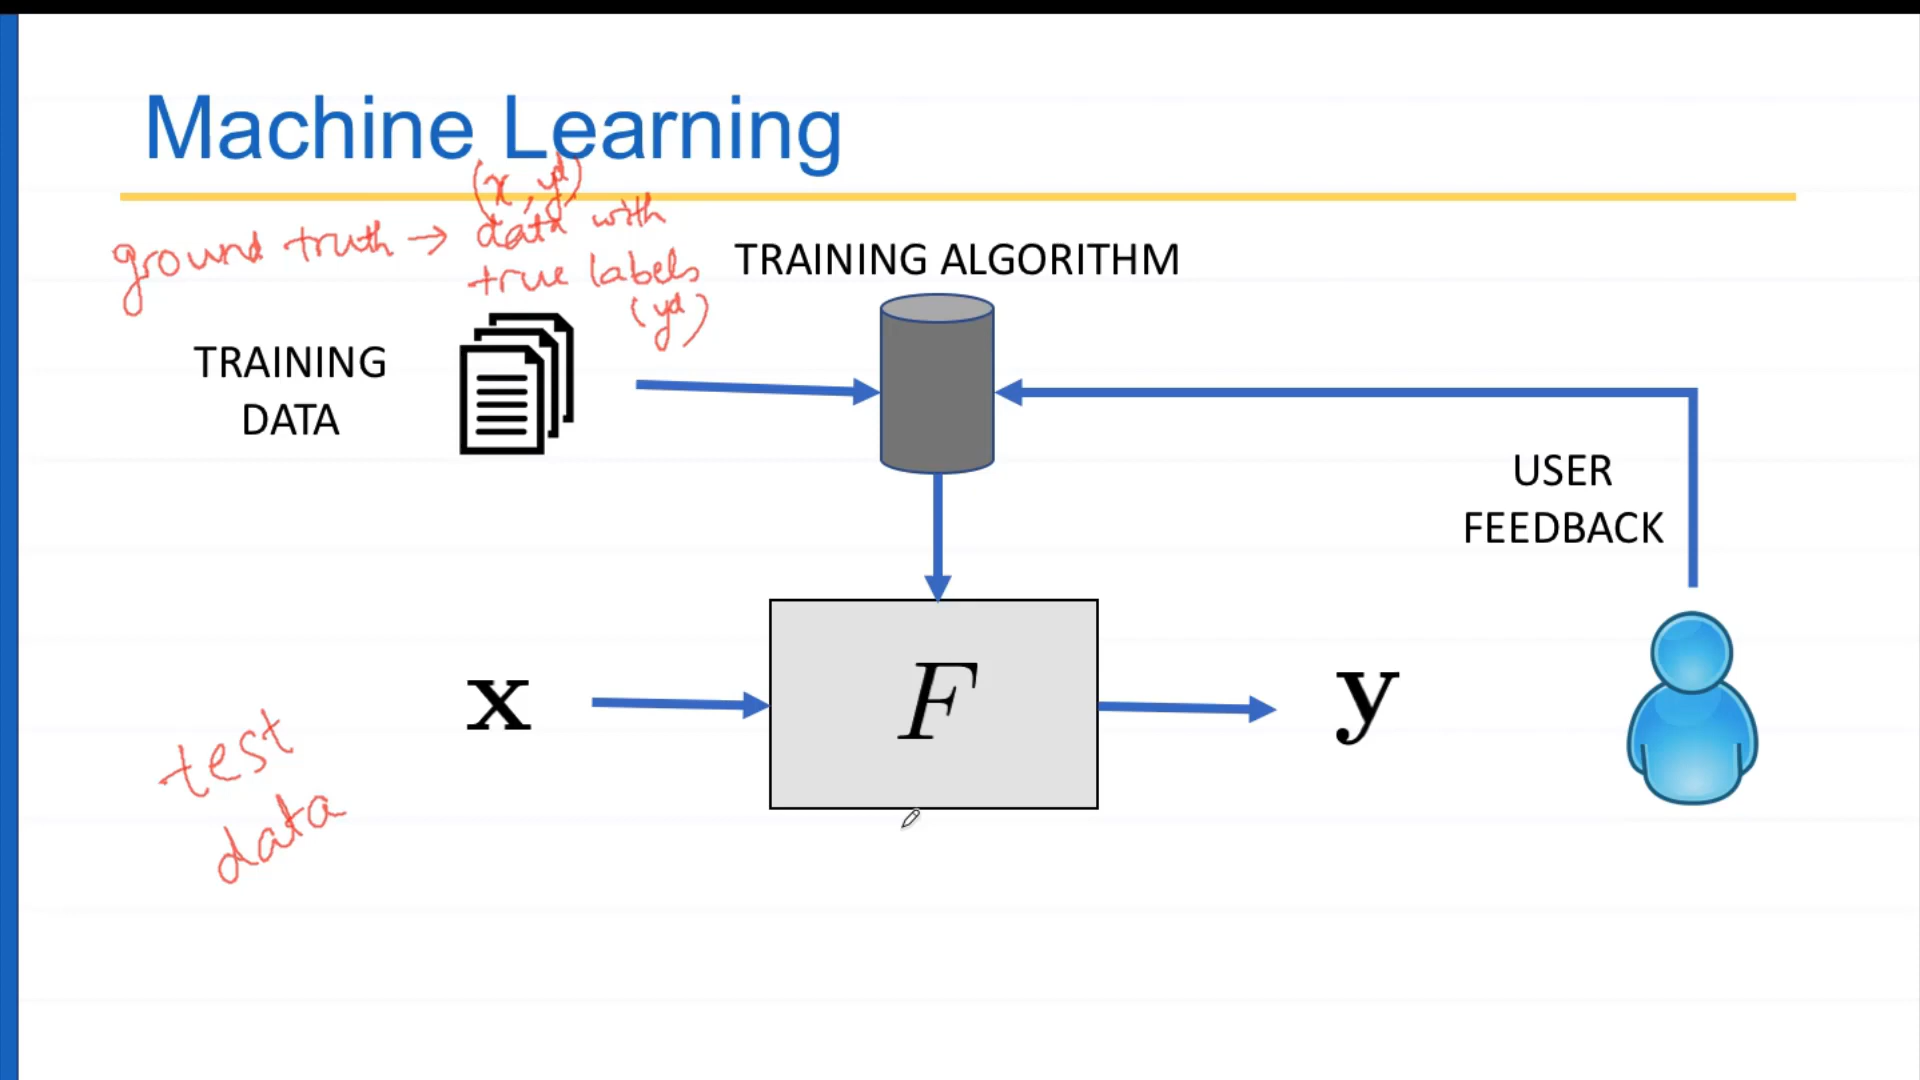 Machine Learning
(x, yd)
ground truth → data with
true labels
(yd)
TRAINING ALGORITHM
TRAINING
DATA
USER
FEEDBACK
x
F
y
test
data